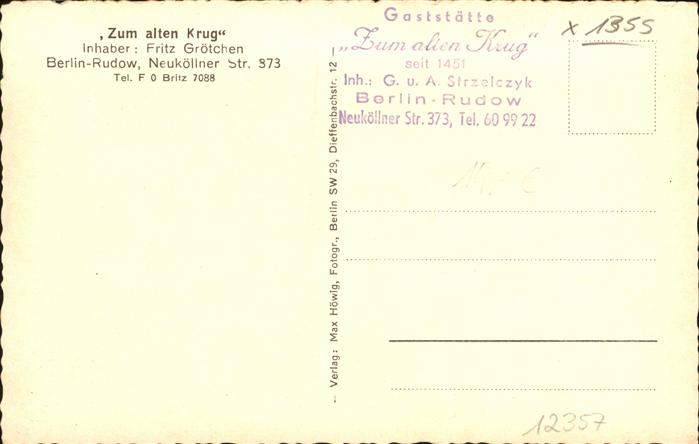 „Zum alten Krug“
Inhaber: Fritz Grötchen
Berlin-Rudow, Neuköllner Str. 373
Tel. F 0 Britz 7088
Gaststätte
„Zum alten Krug“
seit 1451
Inh.: G. u. A. Strzelczyk
Berlin-Rudow
Neuköllner Str. 373, Tel. 60 99 22
x 1355
Verlag: Max Höwig, Fotogr., Berlin SW 29, Dieffenbachstr. 12
12357